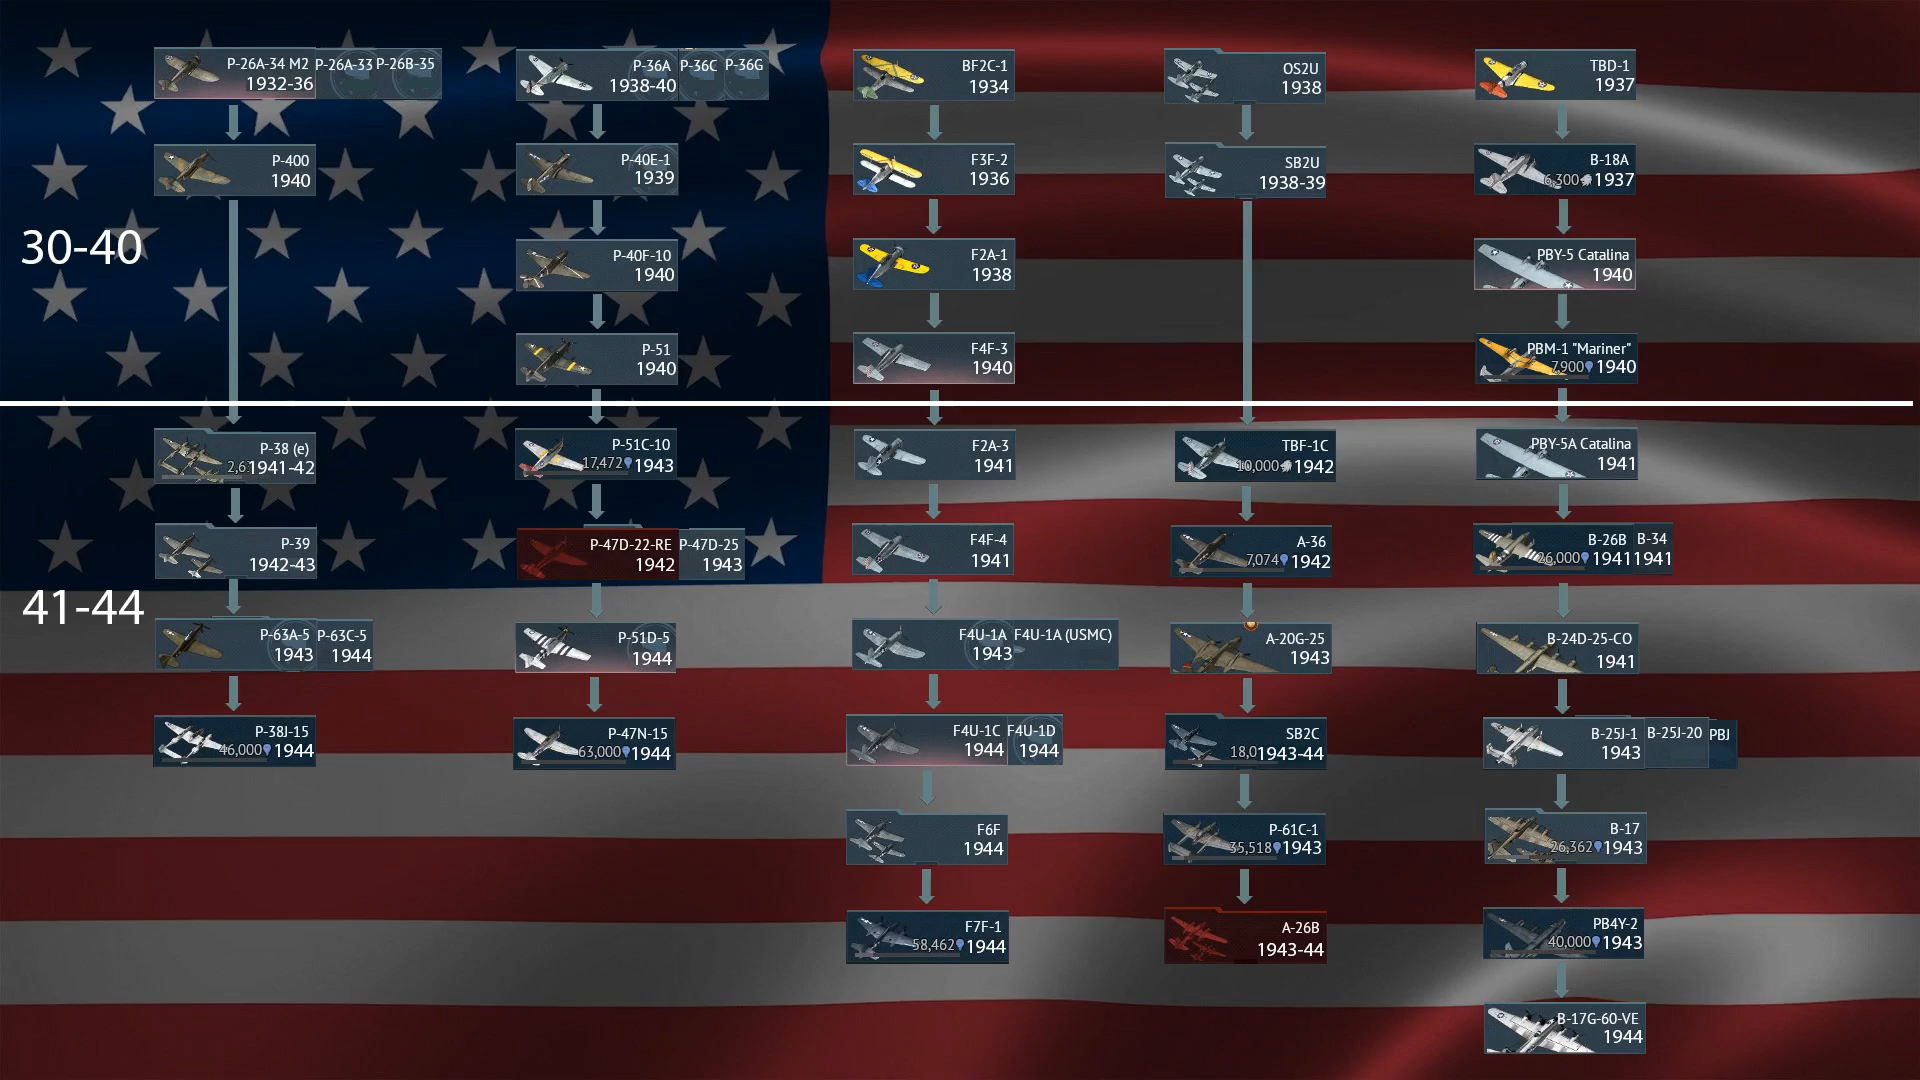 P-26A-34 M2 P-26A-33 P-26B-35
1932-36
P-36A P-36C P-36G
1938-40
BF2C-1
1934
OS2U
1938
TBD-1
1937
P-400
1940
P-40E-1
1939
F3F-2
1936
SB2U
1938-39
B-18A
6,300 1937
30-40
P-40F-10
1940
F2A-1
1938
PBY-5 Catalina
1940
P-51
1940
F4F-3
1940
PBM-1 "Mariner"
7,900 1940
P-38 (e)
1941-42
P-51C-10
17,472 1943
F2A-3
1941
TBF-1C
10,000 1942
PBY-5A Catalina
1941
P-39
1942-43
P-47D-22-RE P-47D-25
1942 1943
F4F-4
1941
A-36
7,074 1942
B-26B B-34
26,000 1941 1941
41-44
P-63A-5 P-63C-5
1943 1944
P-51D-5
1944
F4U-1A F4U-1A (USMC)
1943
A-20G-25
1943
B-24D-25-CO
1941
P-38J-15
46,000 1944
P-47N-15
63,000 1944
F4U-1C F4U-1D
1944 1944
SB2C
18,0 1943-44
B-25J-1 B-25J-20 PBJ
1943
F6F
1944
P-61C-1
35,518 1943
B-17
26,362 1943
F7F-1
58,462 1944
A-26B
1943-44
PB4Y-2
40,000 1943
B-17G-60-VE
1944